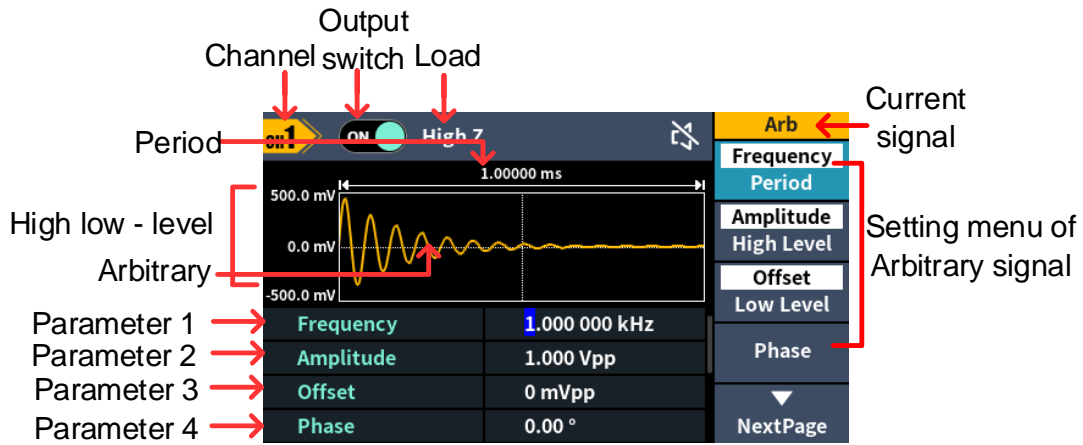 Output
Channel switch Load
Current
signal
Period
CH1
ON
High Z
Arb
Frequency
Period
1.00000 ms
500.0 mV
Amplitude
High Level
High low - level
0.0 mV
Setting menu of
Arbitrary signal
Arbitrary
Offset
Low Level
-500.0 mV
Parameter 1
Frequency
1.000 000 kHz
Parameter 2
Amplitude
1.000 Vpp
Phase
Parameter 3
Offset
0 mVpp
Parameter 4
Phase
0.00 °
NextPage